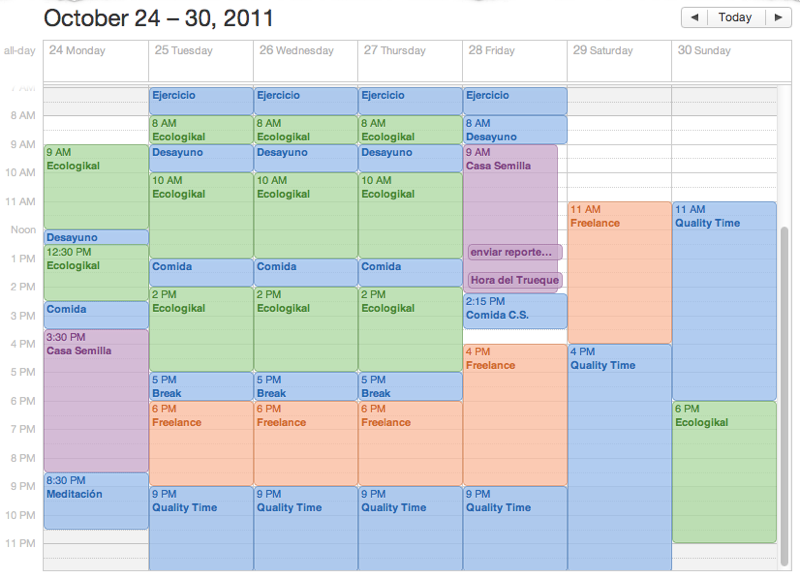 October 24 – 30, 2011
◀ Today ▶
all-day
24 Monday
25 Tuesday
26 Wednesday
27 Thursday
28 Friday
29 Saturday
30 Sunday
7 AM
8 AM
9 AM
10 AM
11 AM
Noon
1 PM
2 PM
3 PM
4 PM
5 PM
6 PM
7 PM
8 PM
9 PM
10 PM
11 PM
9 AM
Ecologikal
Desayuno
12:30 PM
Ecologikal
Comida
3:30 PM
Casa Semilla
8:30 PM
Meditación
Ejercicio
8 AM
Ecologikal
Desayuno
10 AM
Ecologikal
Comida
2 PM
Ecologikal
5 PM
Break
6 PM
Freelance
9 PM
Quality Time
Ejercicio
8 AM
Ecologikal
Desayuno
10 AM
Ecologikal
Comida
2 PM
Ecologikal
5 PM
Break
6 PM
Freelance
9 PM
Quality Time
Ejercicio
8 AM
Ecologikal
Desayuno
10 AM
Ecologikal
Comida
2 PM
Ecologikal
5 PM
Break
6 PM
Freelance
9 PM
Quality Time
Ejercicio
8 AM
Desayuno
9 AM
Casa Semilla
enviar reporte...
Hora del Trueque
2:15 PM
Comida C.S.
4 PM
Freelance
9 PM
Quality Time
11 AM
Freelance
4 PM
Quality Time
11 AM
Quality Time
6 PM
Ecologikal